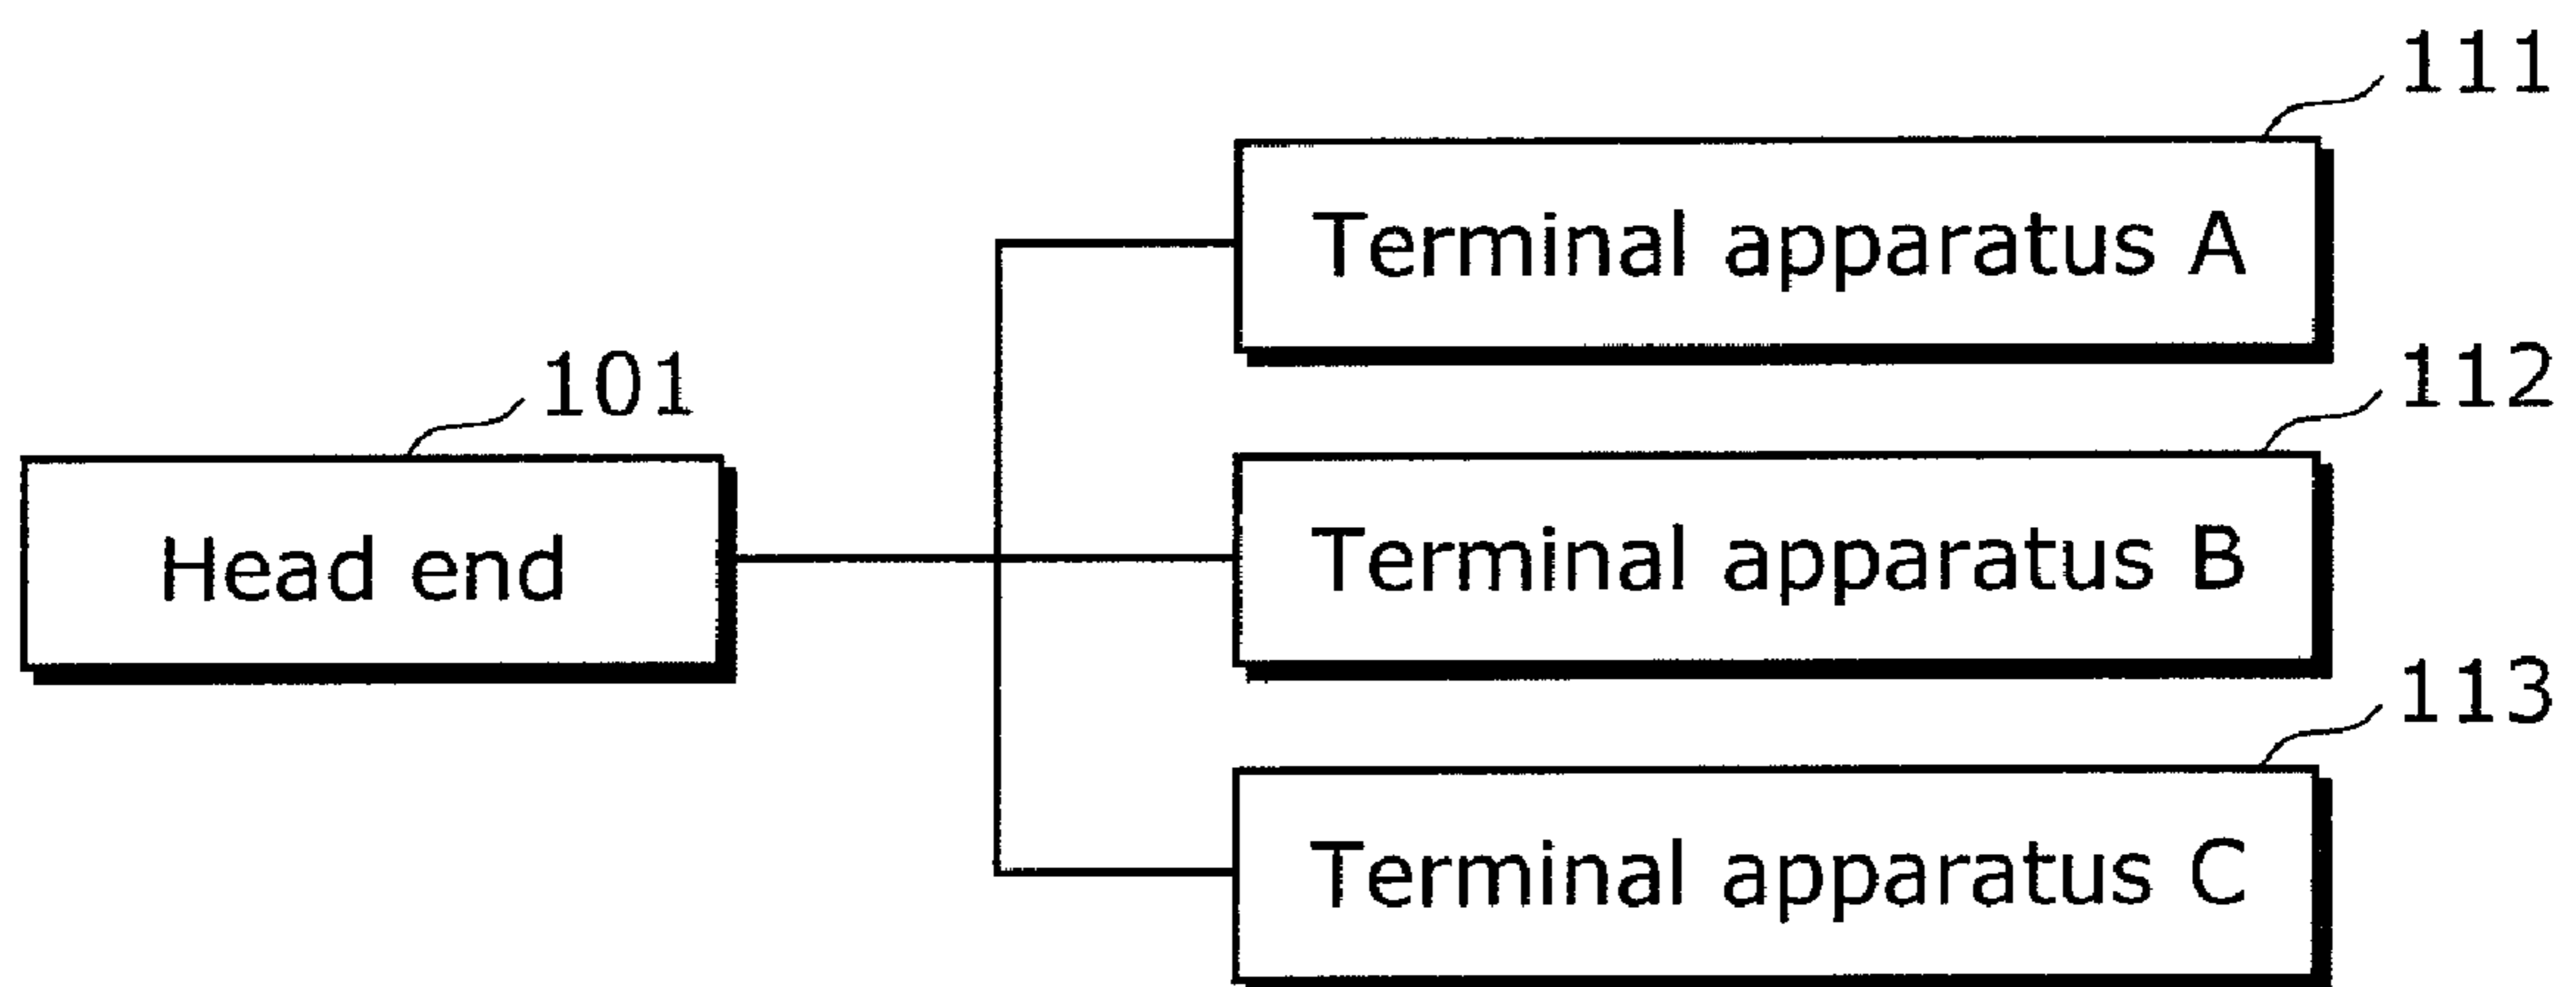 111
Terminal apparatus A
101
112
Head end
Terminal apparatus B
113
Terminal apparatus C